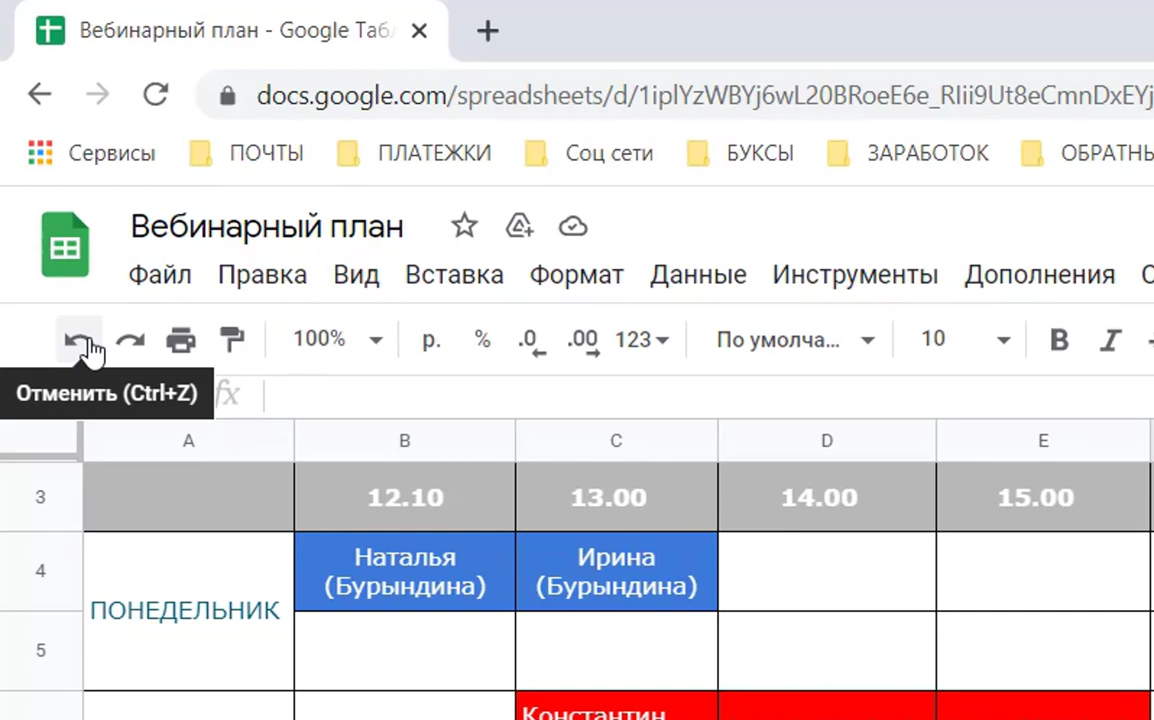 Вебинарный план - Google Таб
docs.google.com/spreadsheets/d/1iplYzWBYj6wL20BRoeE6e_RIii9Ut8eCmnDxEYj
Сервисы ПОЧТЫ ПЛАТЕЖКИ Соц сети БУКСЫ ЗАРАБОТОК ОБРАТНЫ
Вебинарный план
Файл Правка Вид Вставка Формат Данные Инструменты Дополнения С
100% р. % .0 .00 123 По умолча... 10 B I
Отменить (Ctrl+Z) fx
A B C D E
3 12.10 13.00 14.00 15.00
4 Наталья (Бурындина) Ирина (Бурындина)
ПОНЕДЕЛЬНИК
5
Константин